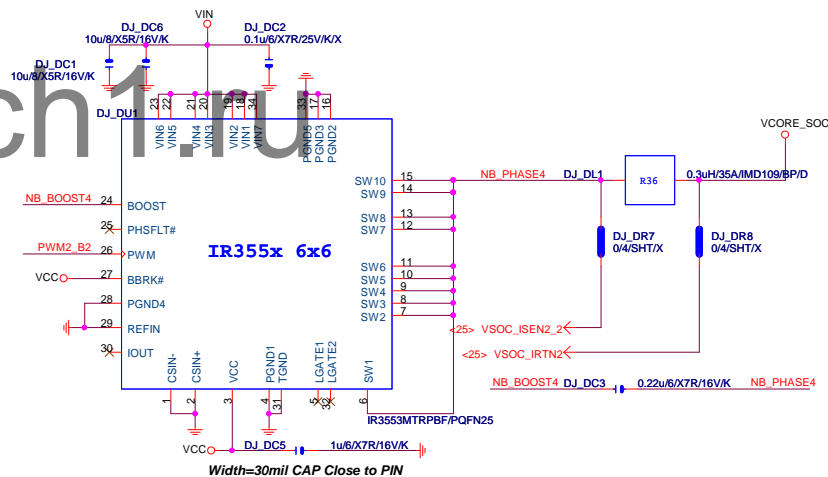 VIN
DJ_DC6
10u/8/X5R/16V/K
DJ_DC2
0.1u/6/X7R/25V/K/X
DJ_DC1
10u/8/X5R/16V/K
ch1.ru
DJ_DU1
23 22 21 20 19 18 34 33 17 16
VIN6 VIN5 VIN4 VIN3 VIN2 VIN1 VIN7 PGND5 PGND3 PGND2
VCORE_SOC
NB_BOOST4 24 BOOST
25 PHSFLT#
PWM2_B2 26 PWM
VCC 27 BBRK#
28 PGND4
29 REFIN
30 IOUT
IR355x 6x6
SW10 15
SW9 14
SW8 13
SW7 12
SW6 11
SW5 10
SW4 9
SW3 8
SW2 7
NB_PHASE4 DJ_DL1 R36 0.3uH/35A/IMD109/BP/D
DJ_DR7
0/4/SHT/X
DJ_DR8
0/4/SHT/X
<25> VSOC_ISEN2_2
<25> VSOC_IRTN2
CSIN- CSIN+ VCC PGND1 TGND LGATE1 LGATE2 SW1
1 2 3 4 31 5 32 6
NB_BOOST4 DJ_DC3 0.22u/6/X7R/16V/K NB_PHASE4
IR3553MTRPBF/PQFN25
VCC DJ_DC5 1u/6/X7R/16V/K
Width=30mil CAP Close to PIN